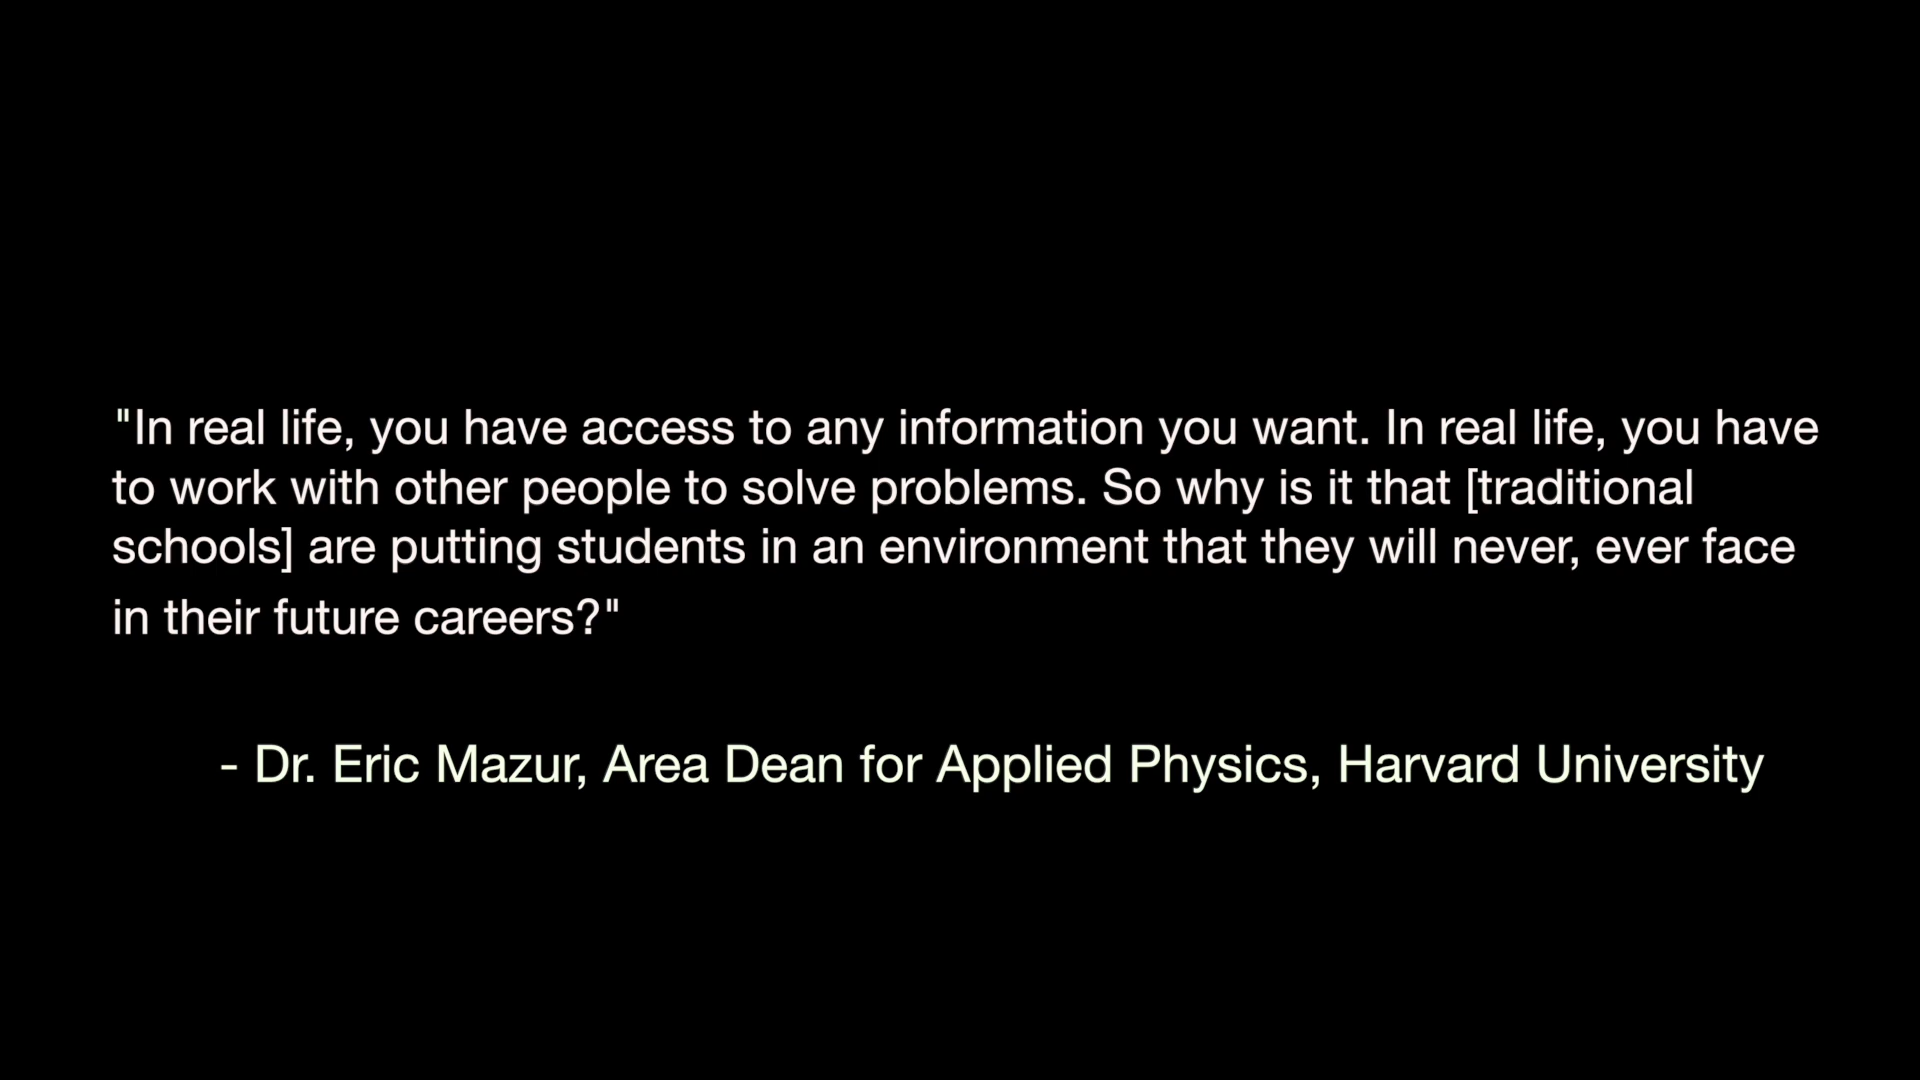 "In real life, you have access to any information you want. In real life, you have
to work with other people to solve problems. So why is it that [traditional
schools] are putting students in an environment that they will never, ever face
in their future careers?"
- Dr. Eric Mazur, Area Dean for Applied Physics, Harvard University